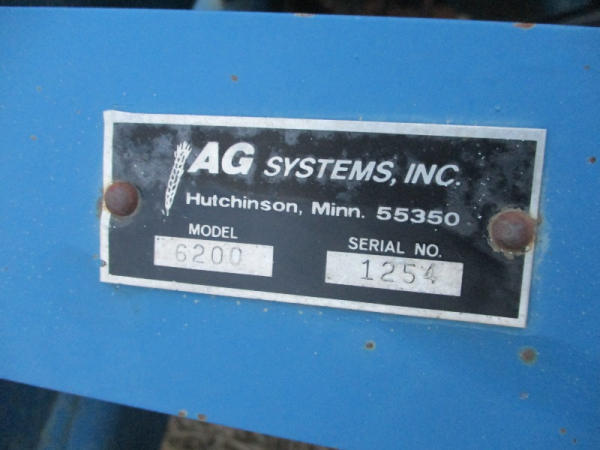 AG SYSTEMS, INC.
Hutchinson, Minn. 55350
MODEL SERIAL NO.
6200 1254